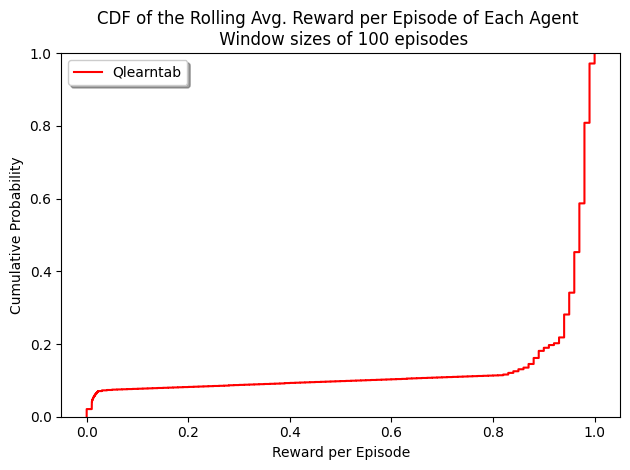 CDF of the Rolling Avg. Reward per Episode of Each Agent
Window sizes of 100 episodes
Qlearntab
1.0
0.8
0.6
0.4
0.2
0.0
Cumulative Probability
0.0 0.2 0.4 0.6 0.8 1.0
Reward per Episode